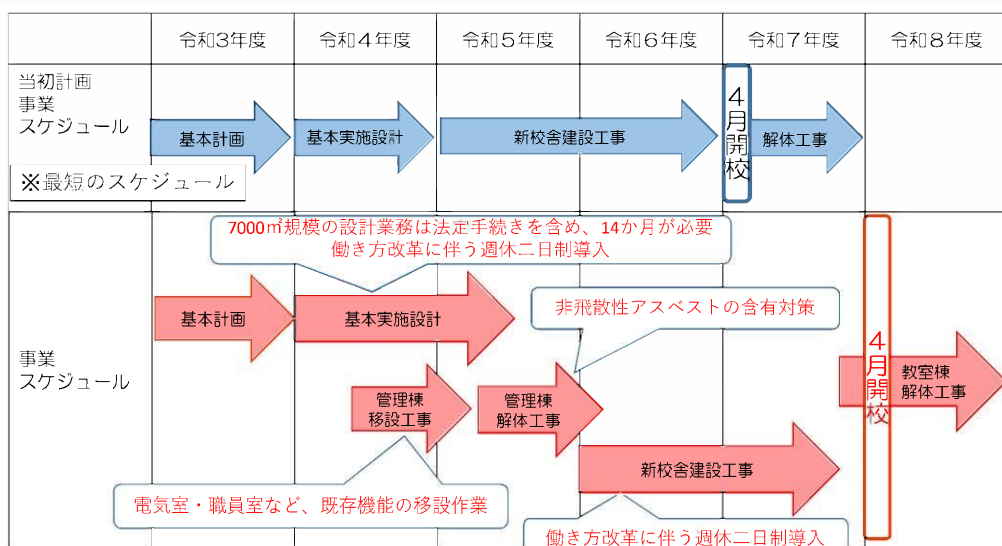 令和3年度 令和４年度 令和５年度 令和６年度 令和７年度 令和８年度
当初計画
事業
スケジュール
基本計画 基本実施設計 新校舎建設工事 ４月開校 解体工事
※最短のスケジュール
7000㎡規模の設計業務は法定手続きを含め、14か月が必要
働き方改革に伴う週休二日制導入
非飛散性アスベストの含有対策
基本計画 基本実施設計
事業
スケジュール
４月開校
教室棟
解体工事
管理棟
移設工事
管理棟
解体工事
新校舎建設工事
電気室・職員室など、既存機能の移設作業
働き方改革に伴う週休二日制導入